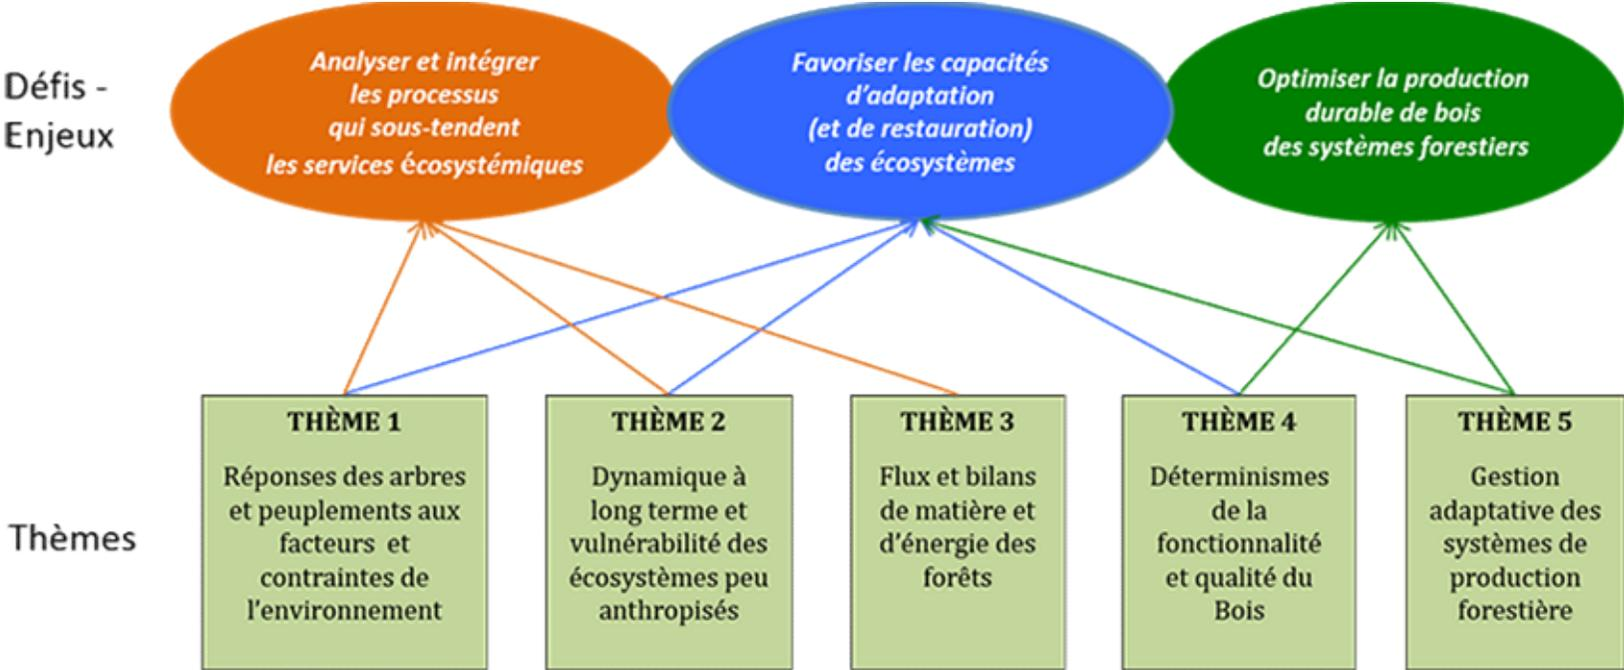 Défis -
Enjeux
Analyser et intégrer
les processus
qui sous-tendent
les services écosystémiques
Favoriser les capacités
d'adaptation
(et de restauration)
des écosystèmes
Optimiser la production
durable de bois
des systèmes forestiers
Thèmes
THÈME 1
Réponses des arbres
et peuplements aux
facteurs et
contraintes de
l'environnement
THÈME 2
Dynamique à
long terme et
vulnérabilité des
écosystèmes peu
anthropisés
THÈME 3
Flux et bilans
de matière et
d'énergie des
forêts
THÈME 4
Déterminismes
de la
fonctionnalité
et qualité du
Bois
THÈME 5
Gestion
adaptative des
systèmes de
production
forestière